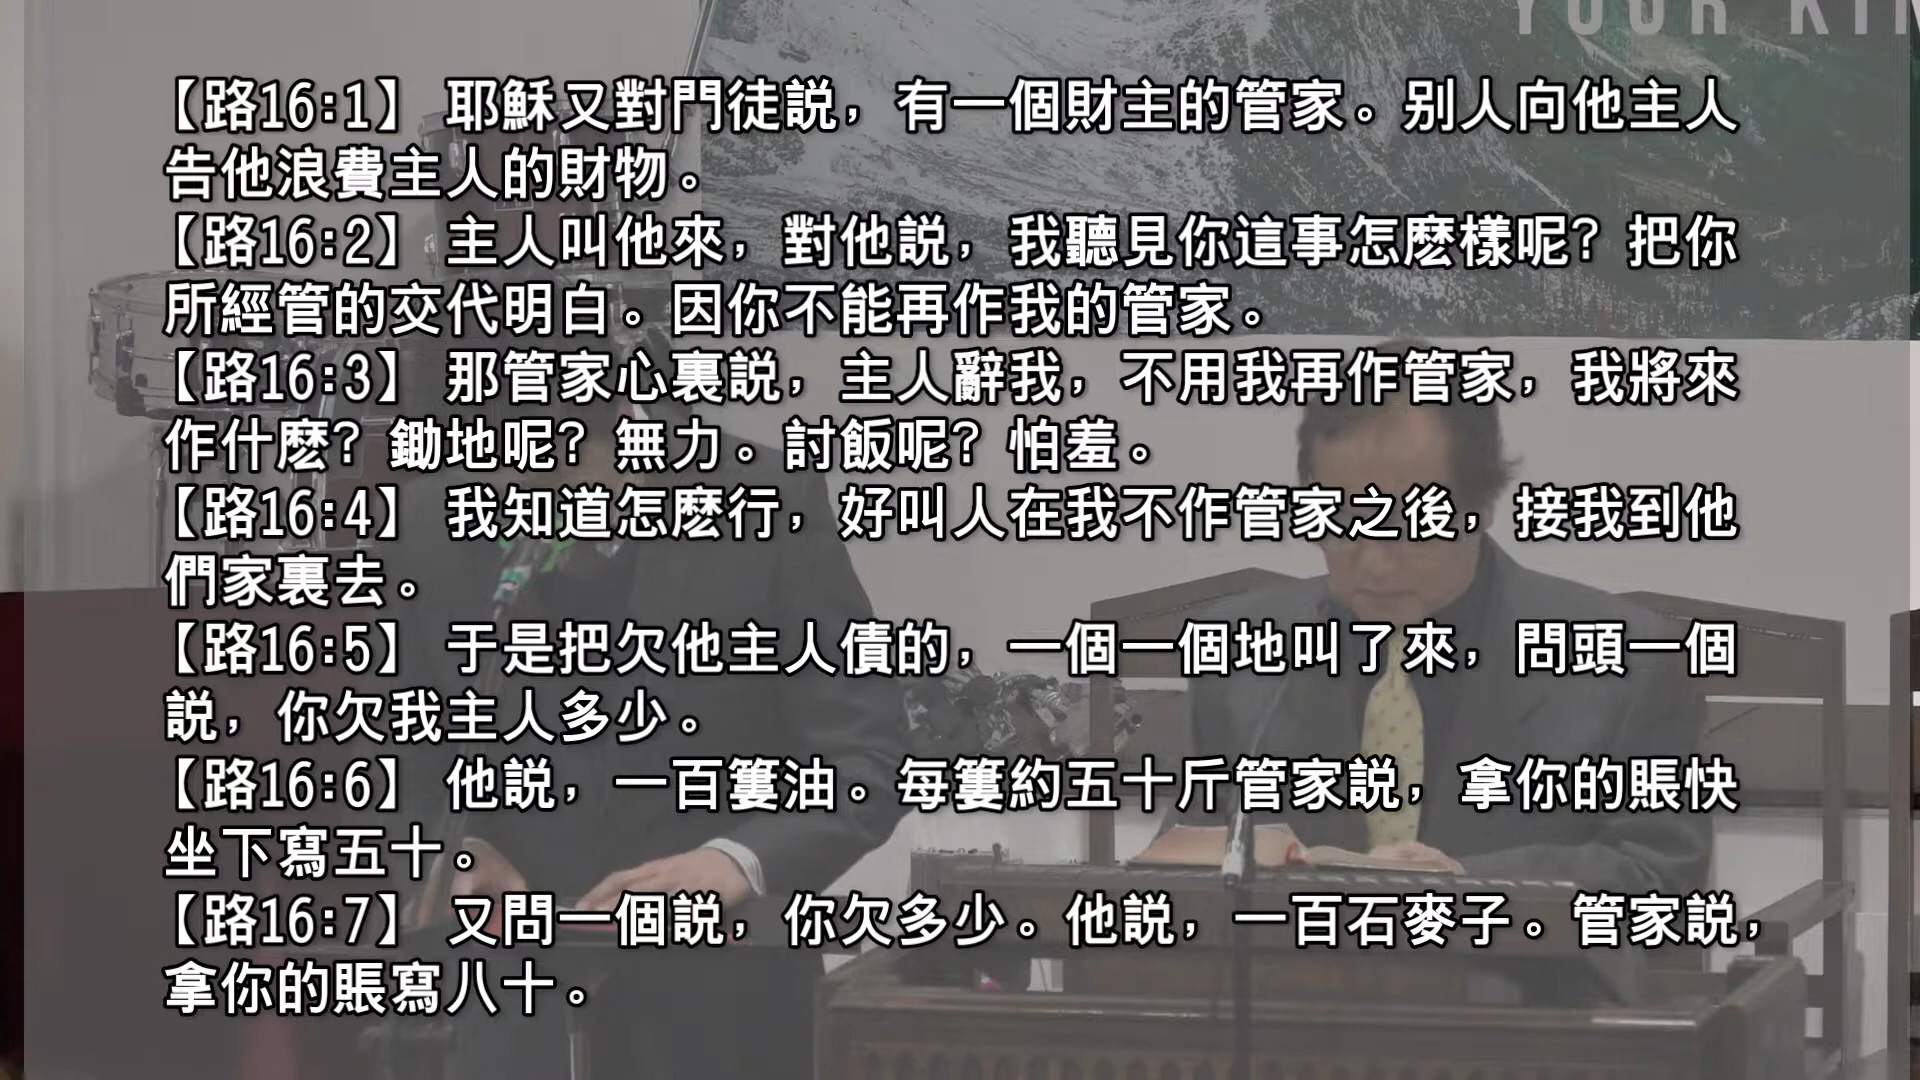 YOUR KIN
【路16:1】 耶穌又對門徒説，有一個財主的管家。别人向他主人
告他浪費主人的財物。
【路16:2】 主人叫他來，對他説，我聽見你這事怎麽樣呢？把你
所經管的交代明白。因你不能再作我的管家。
【路16:3】 那管家心裏説，主人辭我，不用我再作管家，我將來
作什麽？鋤地呢？無力。討飯呢？怕羞。
【路16:4】 我知道怎麽行，好叫人在我不作管家之後，接我到他
們家裏去。
【路16:5】 于是把欠他主人債的，一個一個地叫了來，問頭一個
説，你欠我主人多少。
【路16:6】 他説，一百簍油。每簍約五十斤管家説，拿你的賬快
坐下寫五十。
【路16:7】 又問一個説，你欠多少。他説，一百石麥子。管家説，
拿你的賬寫八十。